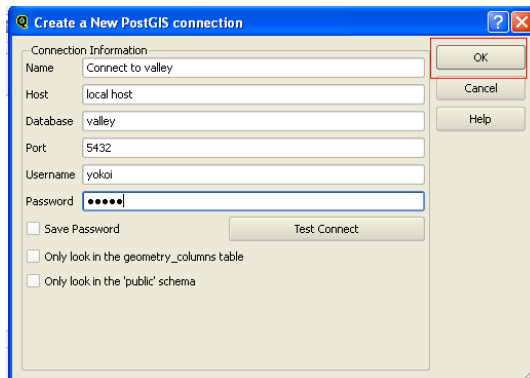 Create a New PostGIS connection
Connection Information
OK
Name Connect to valley
Cancel
Host local host
Database valley
Help
Port 5432
Username yokoi
Password •••••
Save Password
Test Connect
Only look in the geometry_columns table
Only look in the 'public' schema